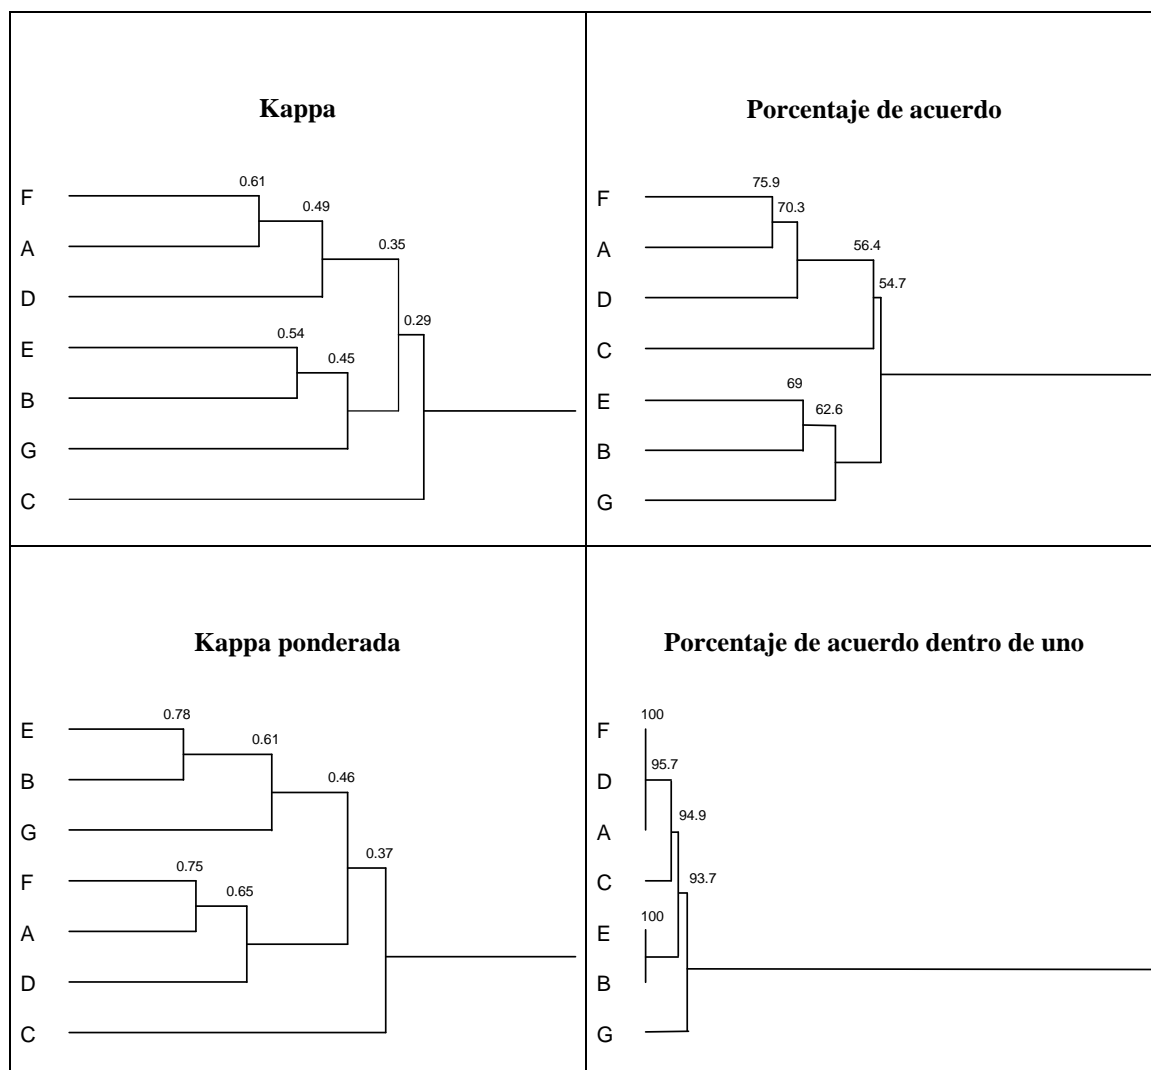 Kappa
0.61
F
0.49
A
0.35
D
0.29
0.54
E
0.45
B
G
C
Porcentaje de acuerdo
75.9
F
70.3
A
56.4
D
54.7
C
69
E
62.6
B
G
Kappa ponderada
0.78
E
0.61
B
0.46
G
0.37
0.75
F
0.65
A
D
C
Porcentaje de acuerdo dentro de uno
100
F
95.7
D
94.9
A
93.7
C
100
E
B
G